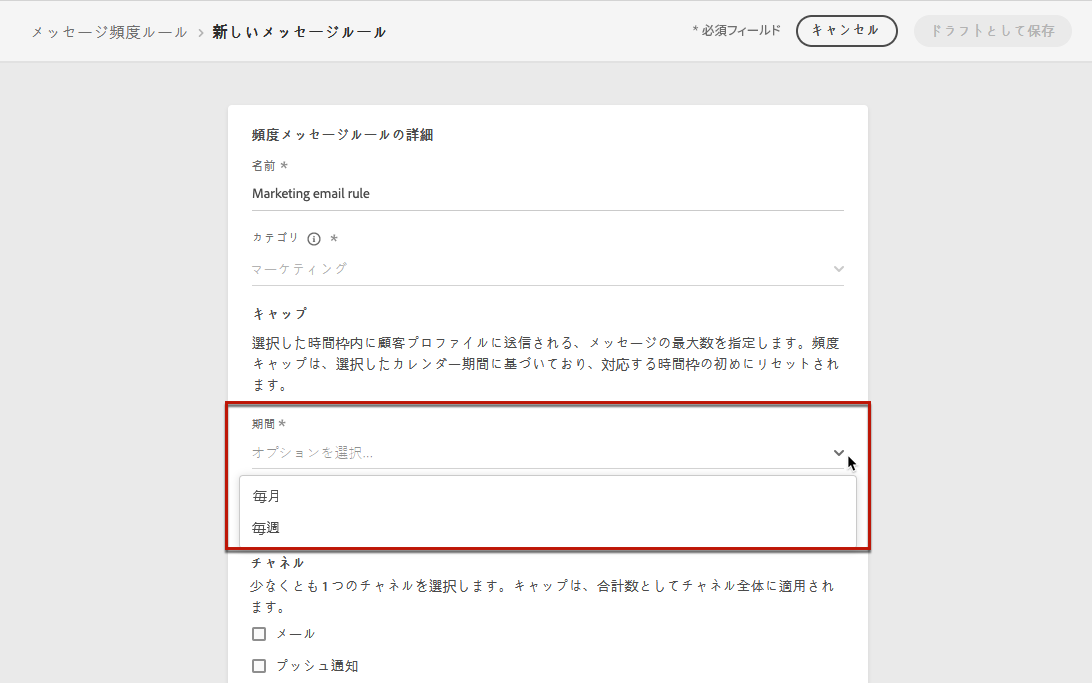 メッセージ頻度ルール > 新しいメッセージルール
* 必須フィールド
キャンセル
ドラフトとして保存
頻度メッセージルールの詳細
名前 *
Marketing email rule
カテゴリ *
マーケティング
キャップ
選択した時間枠内に顧客プロファイルに送信される、メッセージの最大数を指定します。頻度
キャップは、選択したカレンダー期間に基づいており、対応する時間枠の初めにリセットされ
ます。
期間 *
オプションを選択...
毎月
毎週
チャネル
少なくとも 1 つのチャネルを選択します。キャップは、合計数としてチャネル全体に適用され
ます。
メール
プッシュ通知